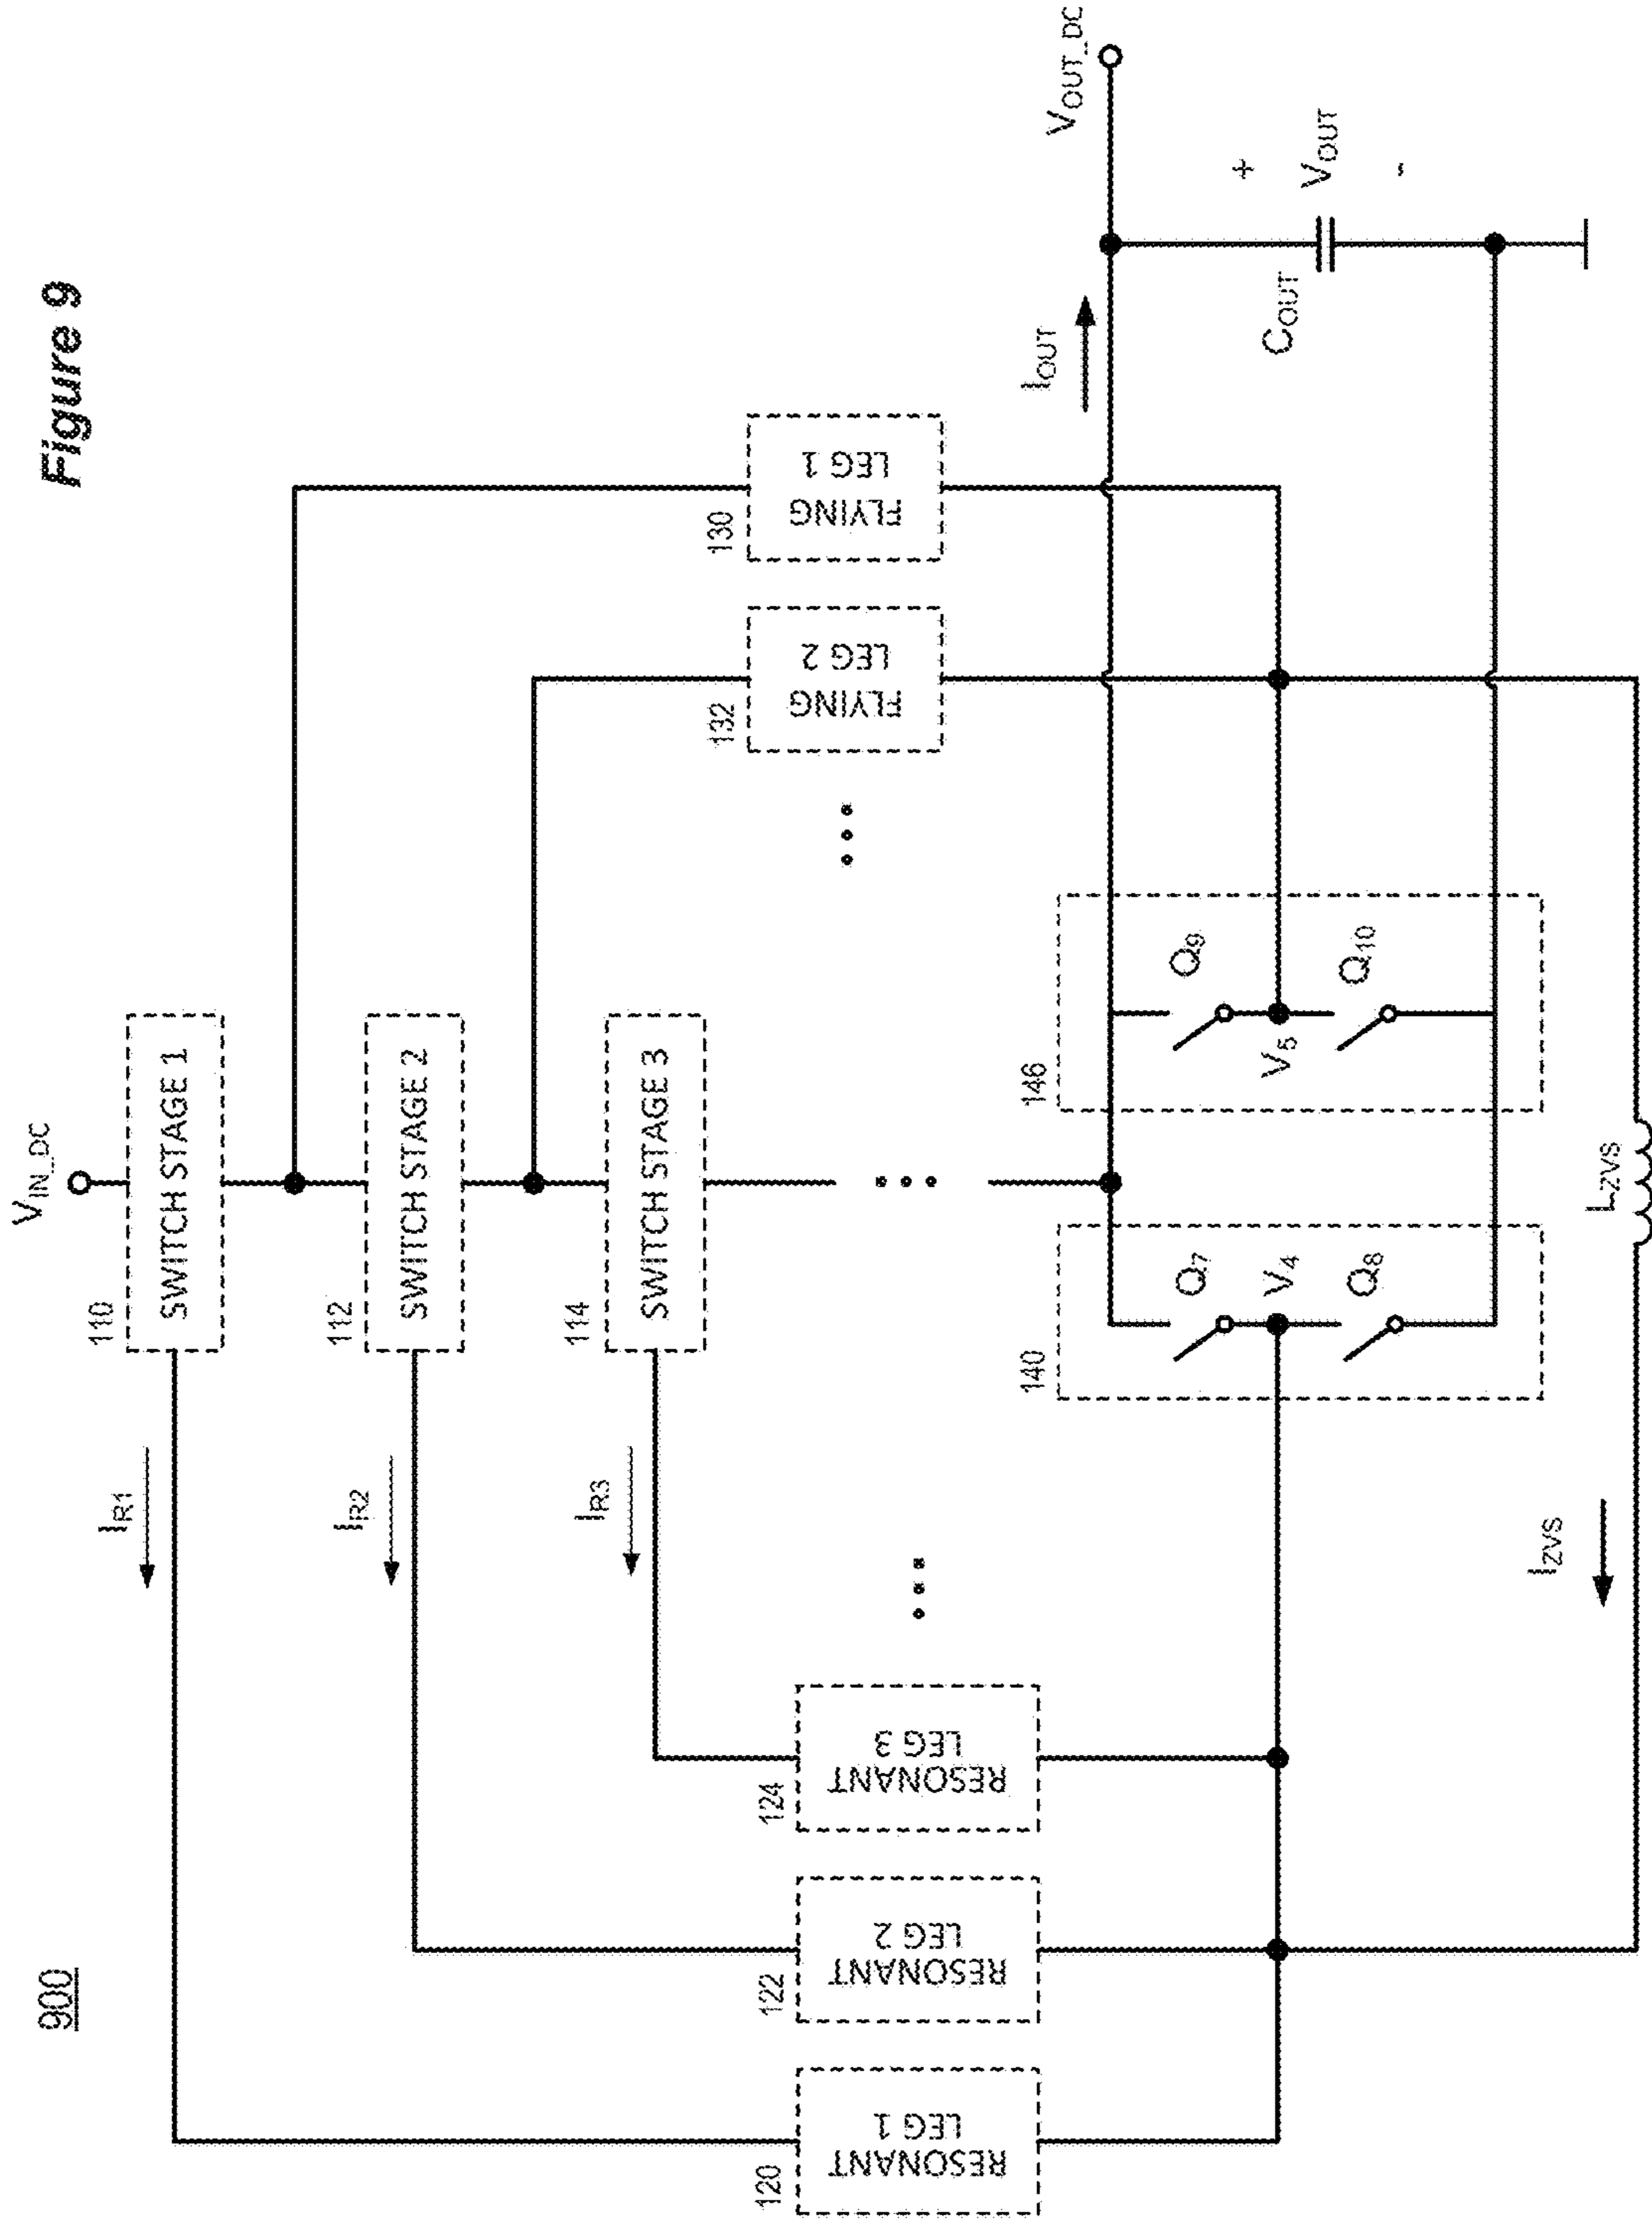 900
Figure 9
V_IN_DC
110
SWITCH STAGE 1
I_R1
112
SWITCH STAGE 2
I_R2
114
SWITCH STAGE 3
I_R3
130
FLYING
LEG 1
132
FLYING
LEG 2
120
RESONANT
LEG 1
122
RESONANT
LEG 2
124
RESONANT
LEG 3
140
Q7
V4
Q8
146
Q9
V5
Q10
I_OUT
V_OUT_DC
C_OUT
+
V_OUT
-
L_ZVS
I_ZVS